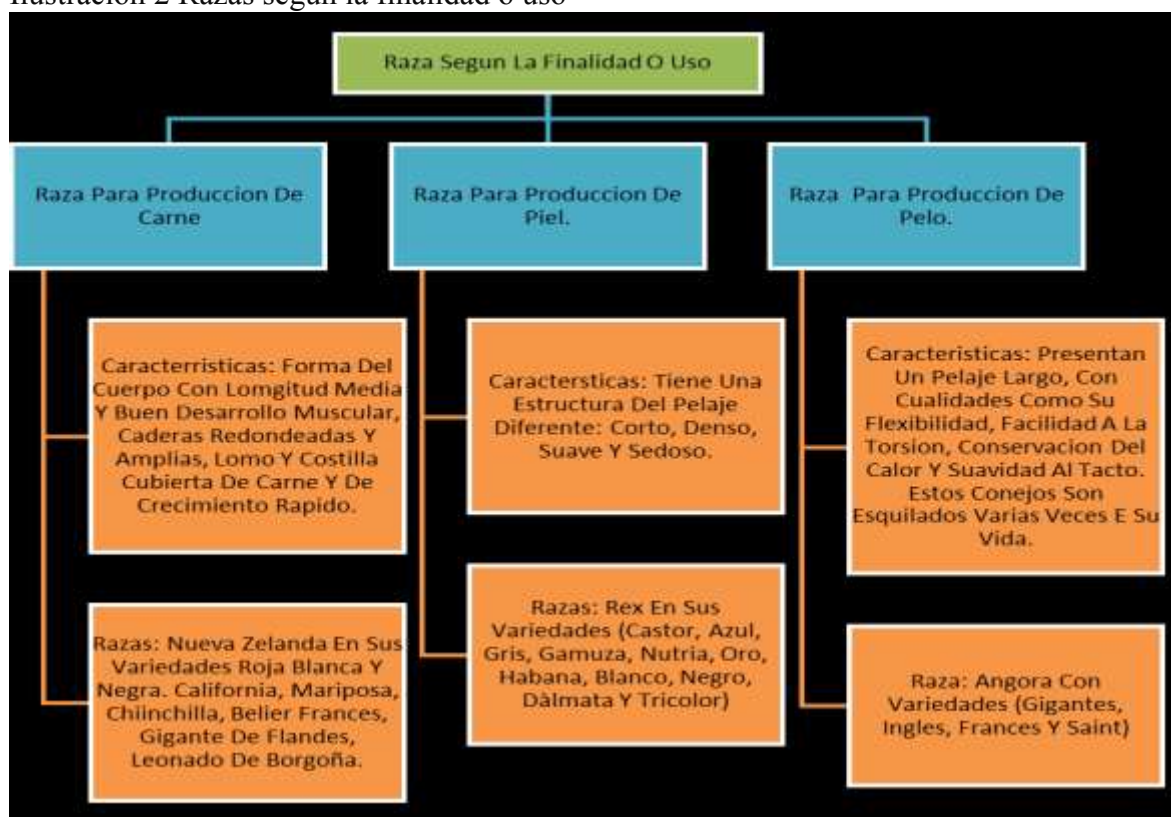 Ilustración 2 Razas según la finalidad o uso
Raza Segun La Finalidad O Uso
Raza Para Produccion De
Carne
Raza Para Produccion De
Piel.
Raza Para Produccion De
Pelo.
Caracterristicas: Forma Del
Cuerpo Con Lomgitud Media
Y Buen Desarrollo Muscular,
Caderas Redondeadas Y
Amplias, Lomo Y Costilla
Cubierta De Carne Y De
Crecimiento Rapido.
Caractersticas: Tiene Una
Estructura Del Pelaje
Diferente: Corto, Denso,
Suave Y Sedoso.
Caracteristicas: Presentan
Un Pelaje Largo, Con
Cualidades Como Su
Flexibilidad, Facilidad A La
Torsion, Conservacion Del
Calor Y Suavidad Al Tacto.
Estos Conejos Son
Esquilados Varias Veces E Su
Vida.
Razas: Nueva Zelanda En Sus
Variedades Roja Blanca Y
Negra. California, Mariposa,
Chiinchilla, Belier Frances,
Gigante De Flandes,
Leonado De Borgoña.
Razas: Rex En Sus
Variedades (Castor, Azul,
Gris, Gamuza, Nutria, Oro,
Habana, Blanco, Negro,
Dàlmata Y Tricolor)
Raza: Angora Con
Variedades (Gigantes,
Ingles, Frances Y Saint)